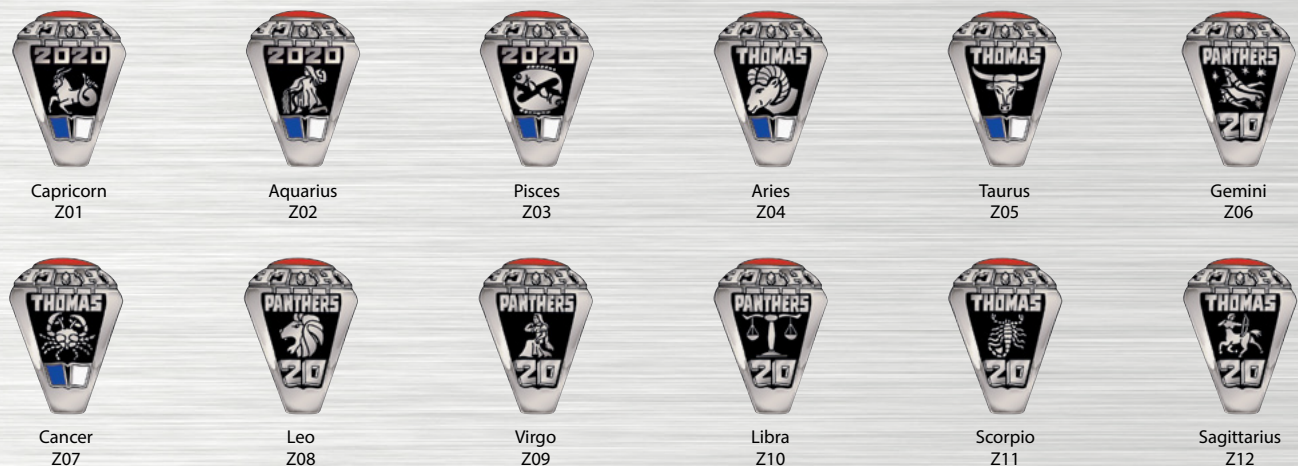 2020
2020
2020
THOMAS
THOMAS
PANTHERS
20
Capricorn
Z01
Aquarius
Z02
Pisces
Z03
Aries
Z04
Taurus
Z05
Gemini
Z06
THOMAS
PANTHERS
20
PANTHERS
20
PANTHERS
20
THOMAS
20
THOMAS
20
Cancer
Z07
Leo
Z08
Virgo
Z09
Libra
Z10
Scorpio
Z11
Sagittarius
Z12